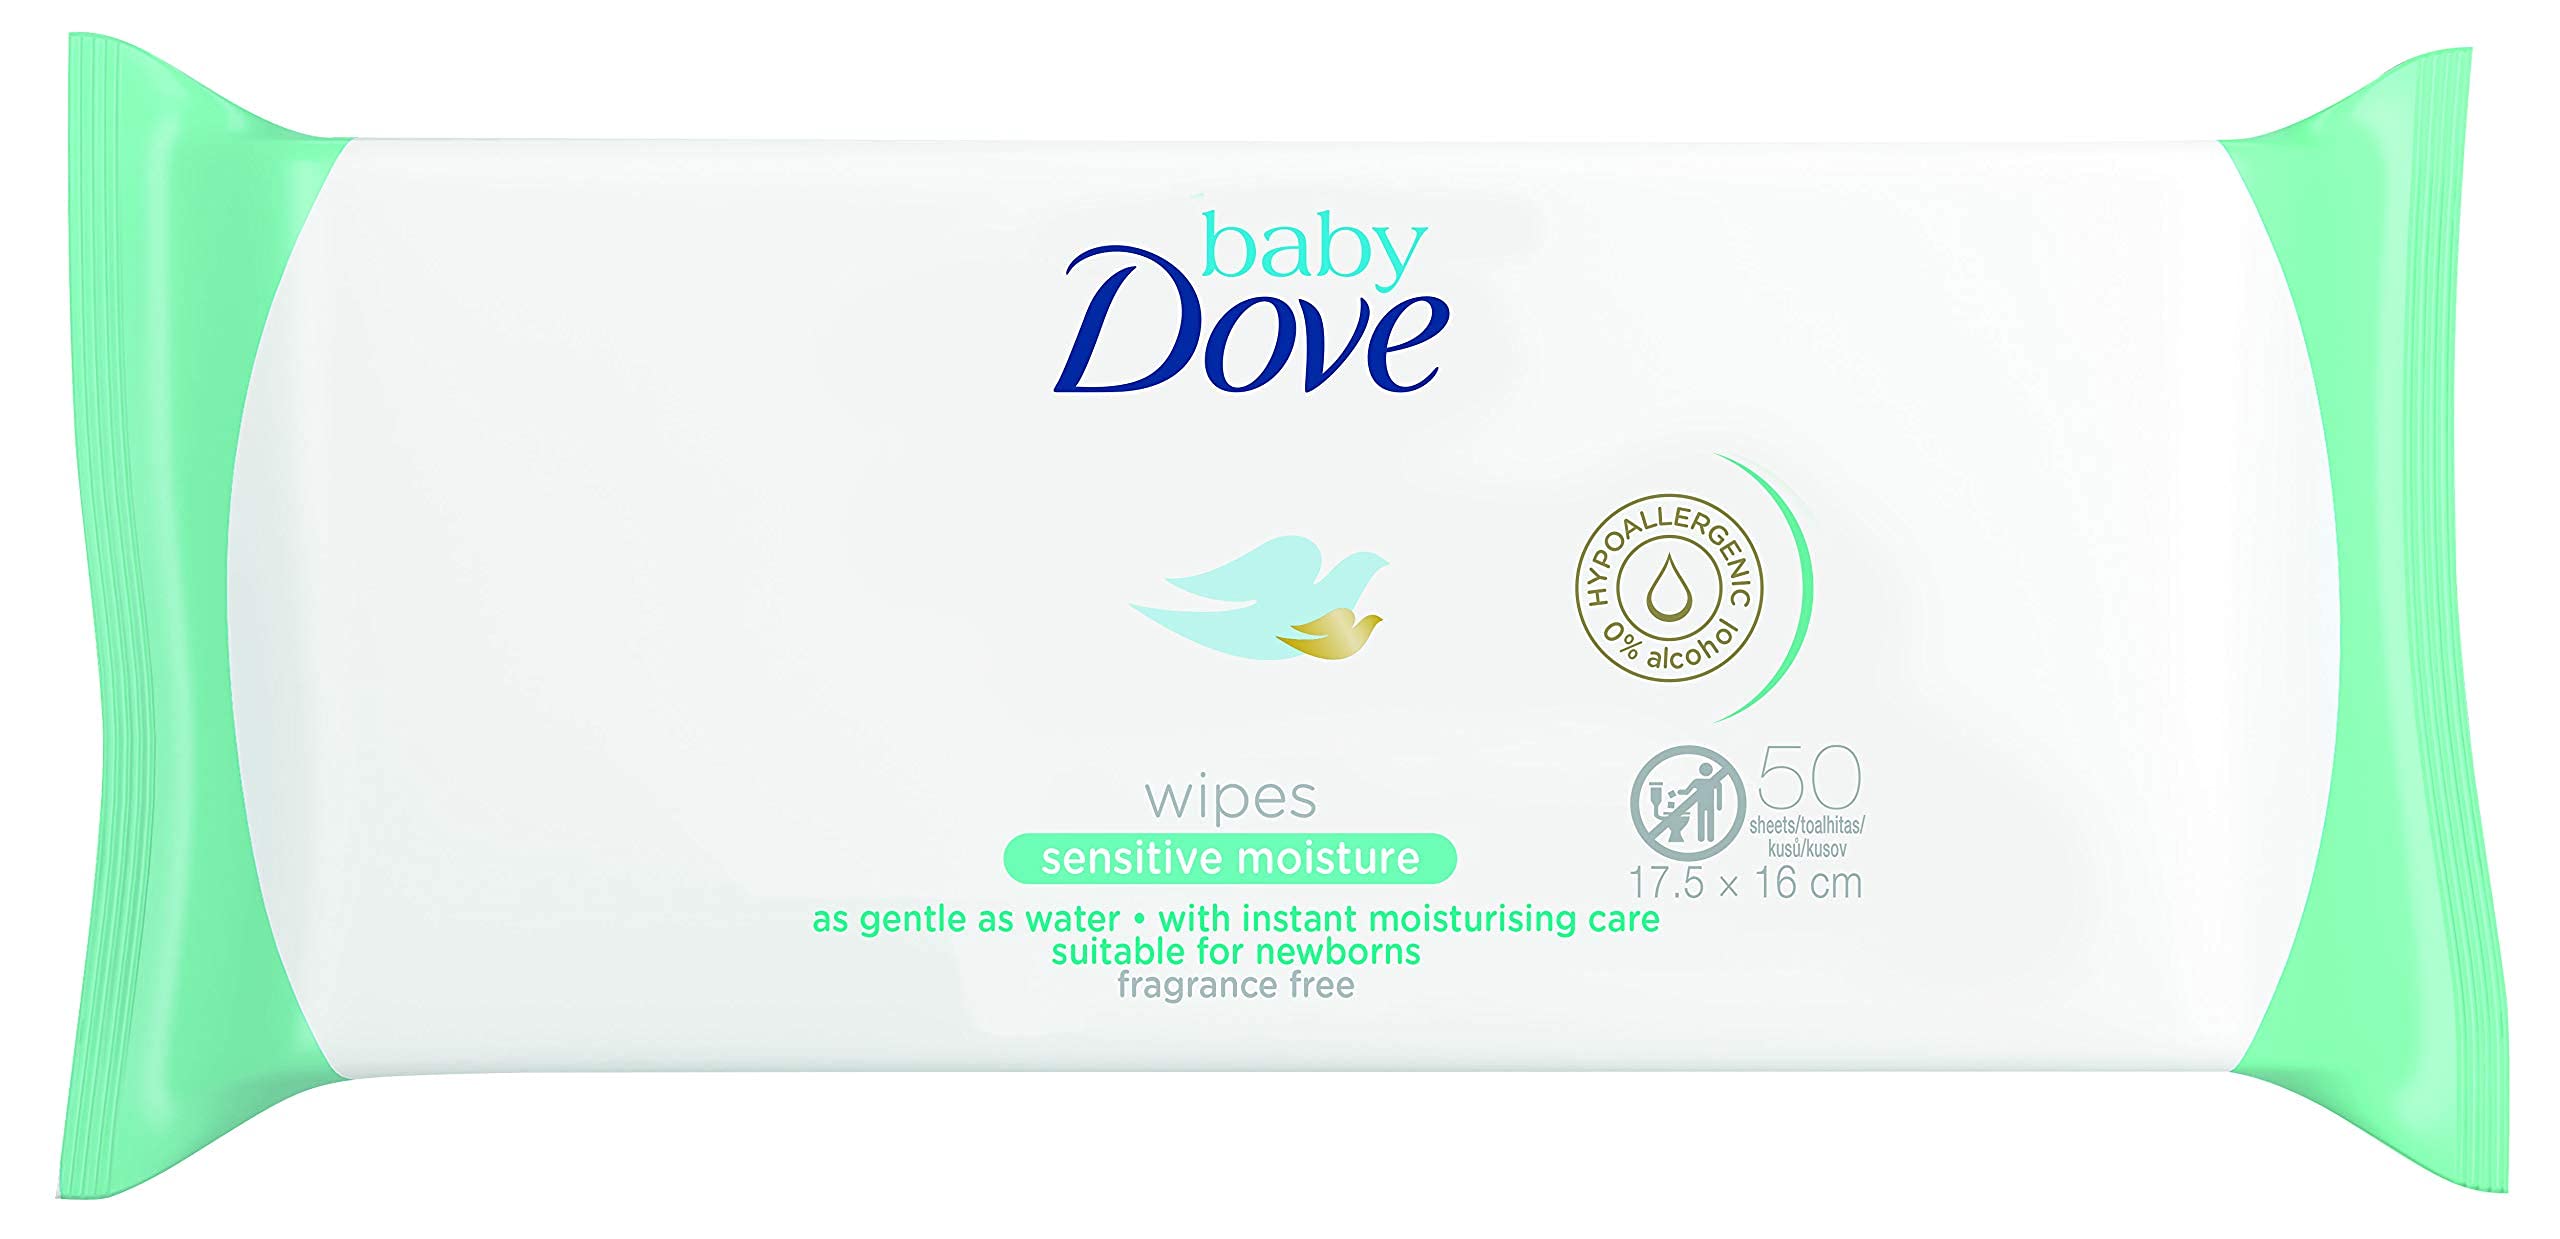 baby
Dove
HYPOALLERGENIC
0% alcohol
wipes
sensitive moisture
50
sheets/toalhitas/
kusů/kusov
17.5 x 16 cm
as gentle as water • with instant moisturising care
suitable for newborns
fragrance free